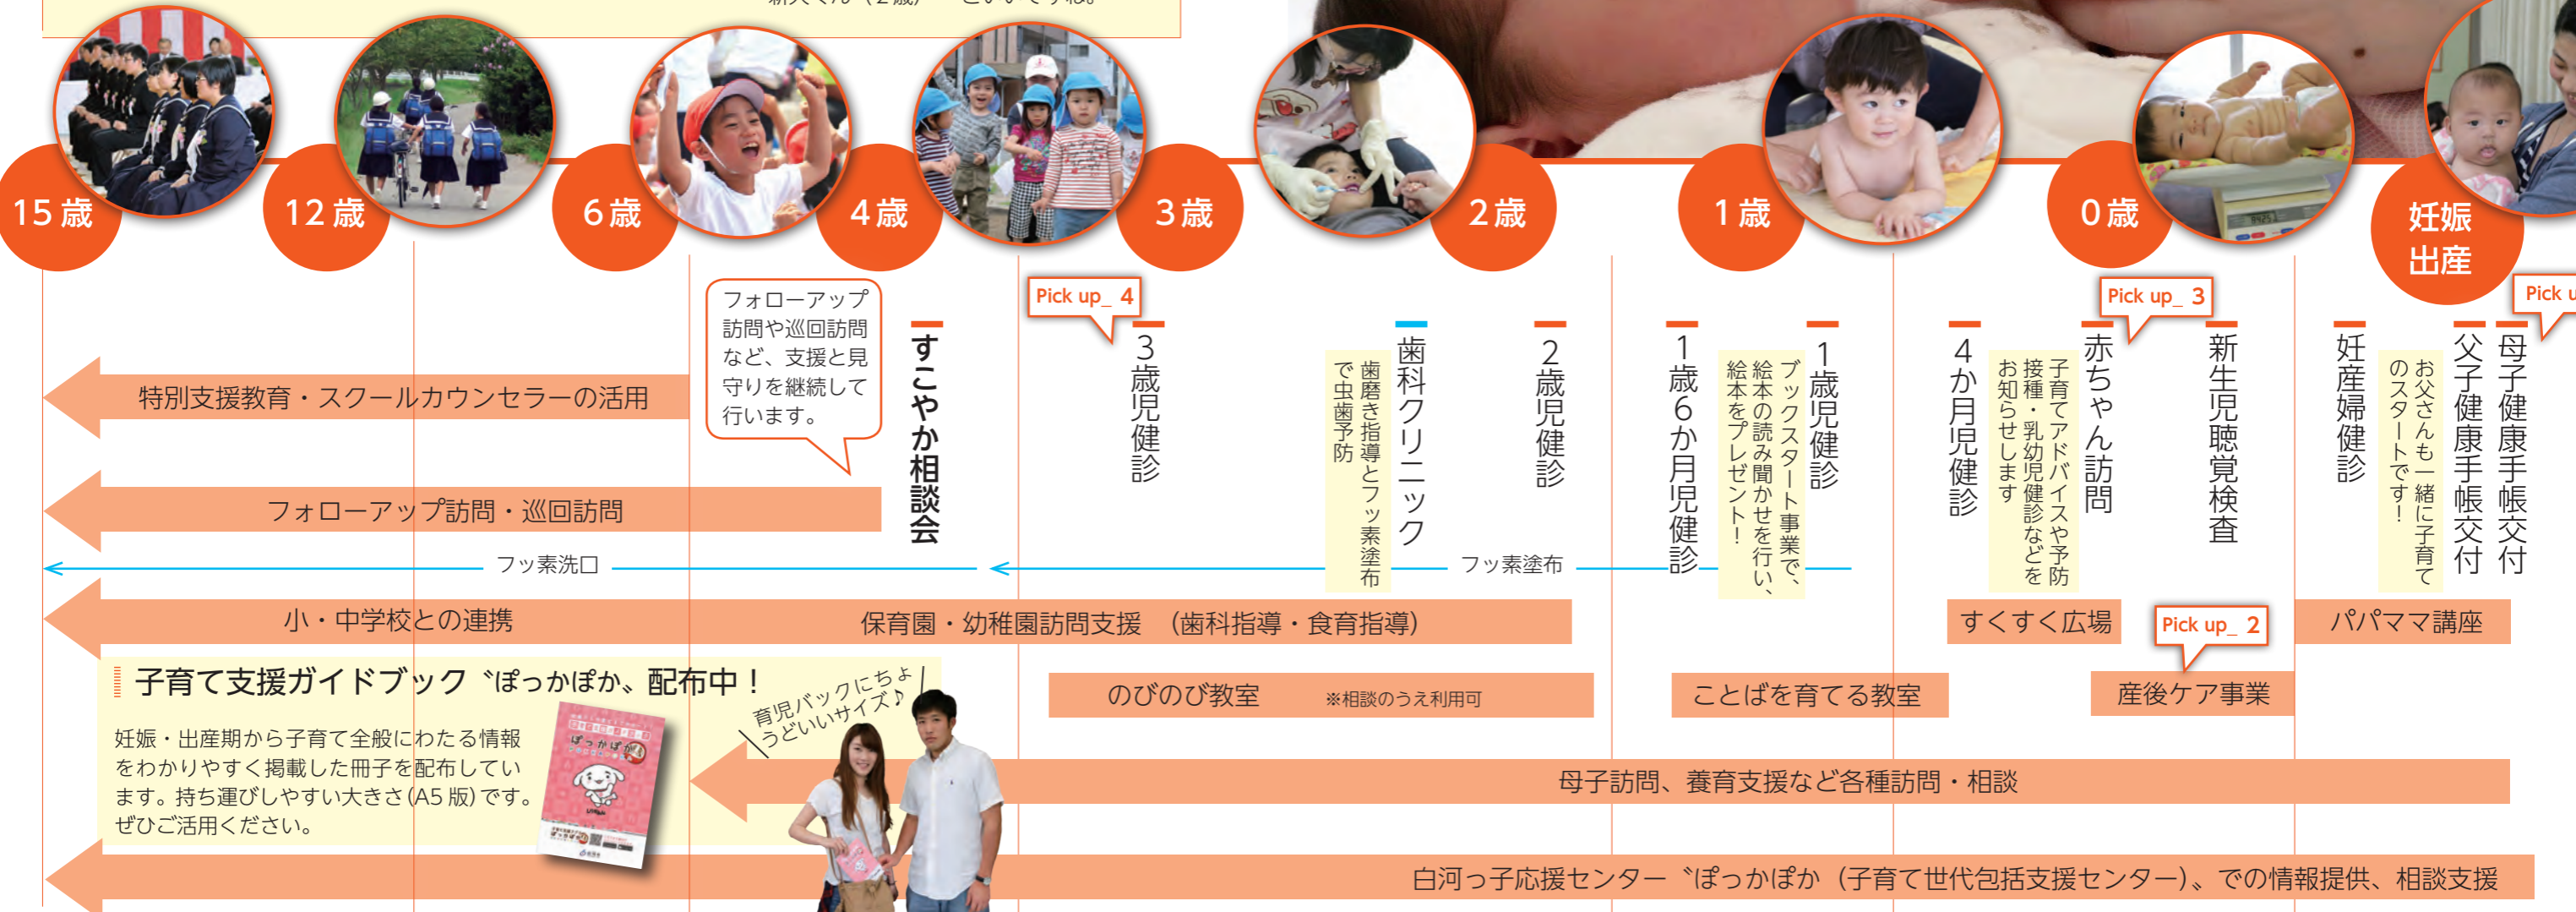 新大くん（2歳）
といいですね。
15歳
12歳
6歳
4歳
3歳
2歳
1歳
0歳
妊娠
出産
Pick u
母子健康手帳交付
父子健康手帳交付
お父さんも一緒に子育て
のスタートです！
妊産婦健診
新生児聴覚検査
Pick up_ 3
赤ちゃん訪問
子育てアドバイスや予防
接種・乳幼児健診などを
お知らせします
4か月児健診
1歳児健診
ブックスタート事業で、
絵本の読み聞かせを行い、
絵本をプレゼント！
1歳6か月児健診
2歳児健診
歯科クリニック
歯磨き指導とフッ素塗布
で虫歯予防
Pick up_ 4
3歳児健診
すこやか相談会
フォローアップ
訪問や巡回訪問
など、支援と見
守りを継続して
行います。
特別支援教育・スクールカウンセラーの活用
フォローアップ訪問・巡回訪問
フッ素洗口
フッ素塗布
小・中学校との連携
保育園・幼稚園訪問支援　（歯科指導・食育指導）
すくすく広場
Pick up_ 2
パパママ講座
のびのび教室　※相談のうえ利用可
ことばを育てる教室
産後ケア事業
子育て支援ガイドブック〝ぽっかぽか〟配布中！
妊娠・出産期から子育て全般にわたる情報
をわかりやすく掲載した冊子を配布してい
ます。持ち運びしやすい大きさ（A5版）です。
ぜひご活用ください。
ぽっかぽか
育児バックにちょ
うどいいサイズ♪
母子訪問、養育支援など各種訪問・相談
白河っ子応援センター〝ぽっかぽか（子育て世代包括支援センター）〟での情報提供、相談支援